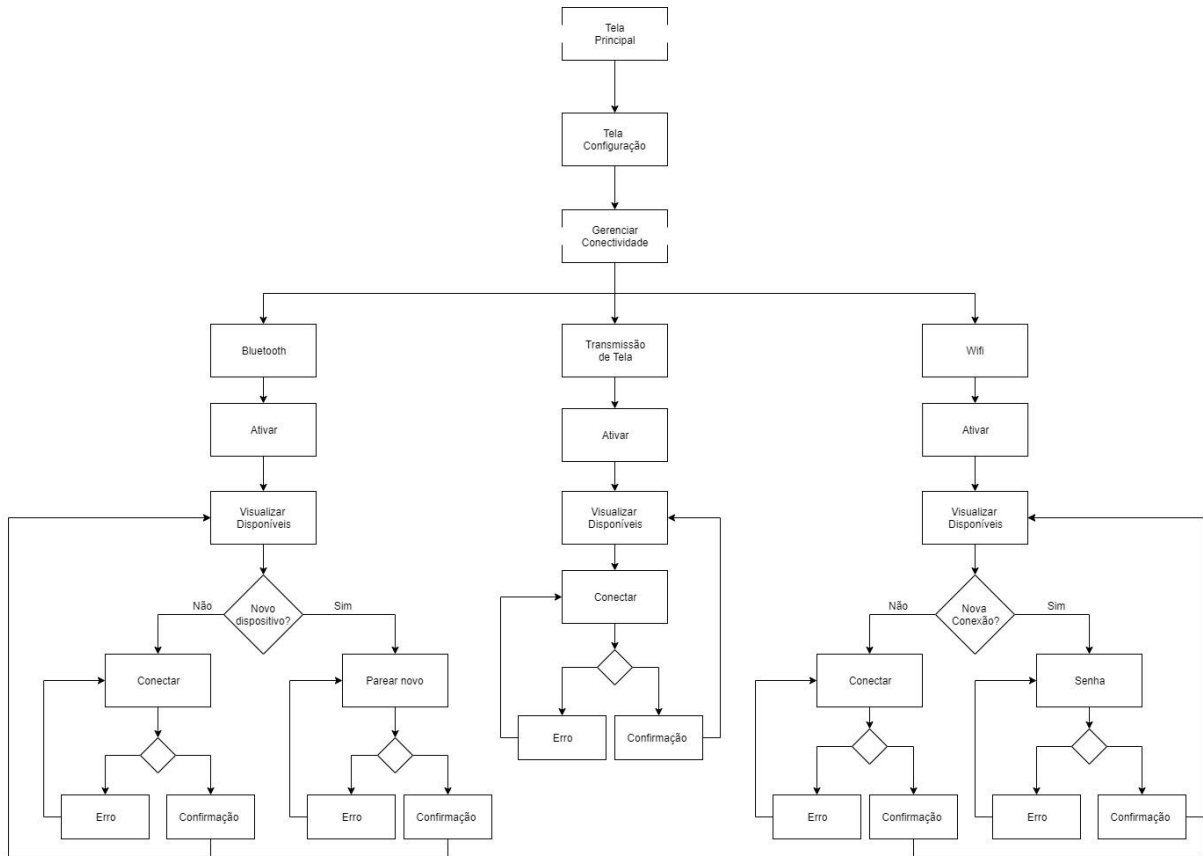 Tela
Principal
Tela
Configuração
Gerenciar
Conectividade
Bluetooth
Transmissão
de Tela
Wifi
Ativar
Ativar
Ativar
Visualizar
Disponíveis
Visualizar
Disponíveis
Visualizar
Disponíveis
Não
Novo
dispositivo?
Sim
Conectar
Não
Nova
Conexão?
Sim
Conectar
Parear novo
Conectar
Senha
Erro
Confirmação
Erro
Confirmação
Erro
Confirmação
Erro
Confirmação
Erro
Confirmação